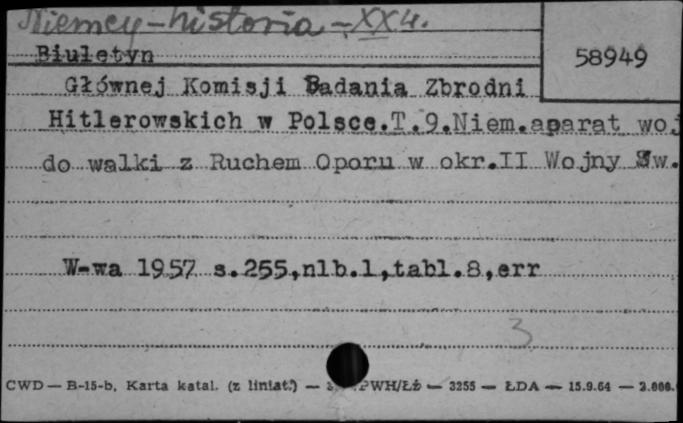 Niemcy – historia – XX w.
58949
Biuletyn
Głównej Komisji Badania Zbrodni
Hitlerowskich w Polsce.T.9.Niem.aparat woj
do walki z Ruchem Oporu w okr.II Wojny Św.
W-wa 1957 s.255,nlb.1,tabl.8,err
3
CWD — B-15-b, Karta katal. (z liniat.) — PWH/Łż — 3255 — ŁDA — 15.9.64 — 2.000.